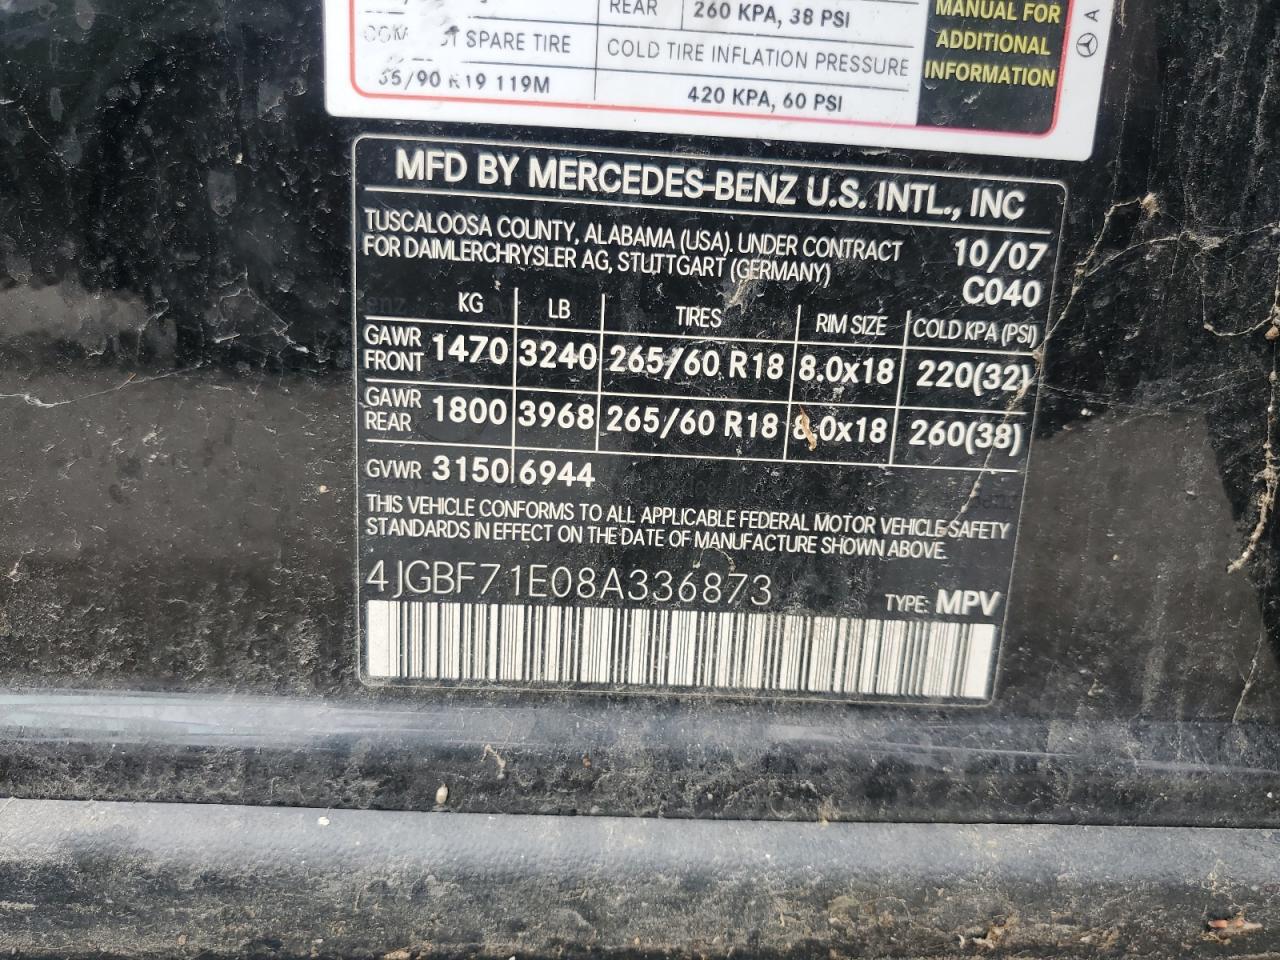 REAR 260 KPA, 38 PSI
MANUAL FOR
ADDITIONAL
INFORMATION
A
SPARE TIRE COLD TIRE INFLATION PRESSURE
/90 R19 119M 420 KPA, 60 PSI
MFD BY MERCEDES-BENZ U.S. INTL., INC
TUSCALOOSA COUNTY, ALABAMA (USA). UNDER CONTRACT 10/07
FOR DAIMLERCHRYSLER AG, STUTTGART (GERMANY) C040
KG LB TIRES RIM SIZE COLD KPA (PSI)
GAWR FRONT 1470 3240 265/60 R18 8.0x18 220(32)
GAWR REAR 1800 3968 265/60 R18 8.0x18 260(38)
GVWR 3150 6944
THIS VEHICLE CONFORMS TO ALL APPLICABLE FEDERAL MOTOR VEHICLE SAFETY
STANDARDS IN EFFECT ON THE DATE OF MANUFACTURE SHOWN ABOVE.
4JGBF71E08A336873 TYPE: MPV